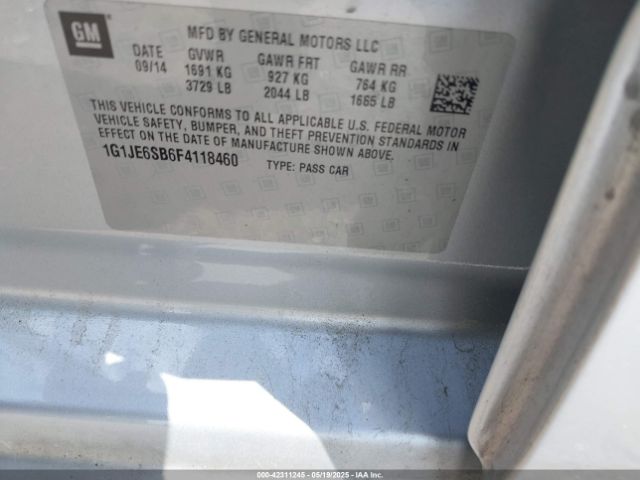 GM
MFD BY GENERAL MOTORS LLC
DATE GVWR GAWR FRT GAWR RR
09/14 1691 KG 927 KG 764 KG
3729 LB 2044 LB 1665 LB
THIS VEHICLE CONFORMS TO ALL APPLICABLE U.S. FEDERAL MOTOR
VEHICLE SAFETY, BUMPER, AND THEFT PREVENTION STANDARDS IN
EFFECT ON THE DATE OF MANUFACTURE SHOWN ABOVE.
1G1JE6SB6F4118460 TYPE: PASS CAR
000-42311245 - 05/19/2025 - IAA Inc.